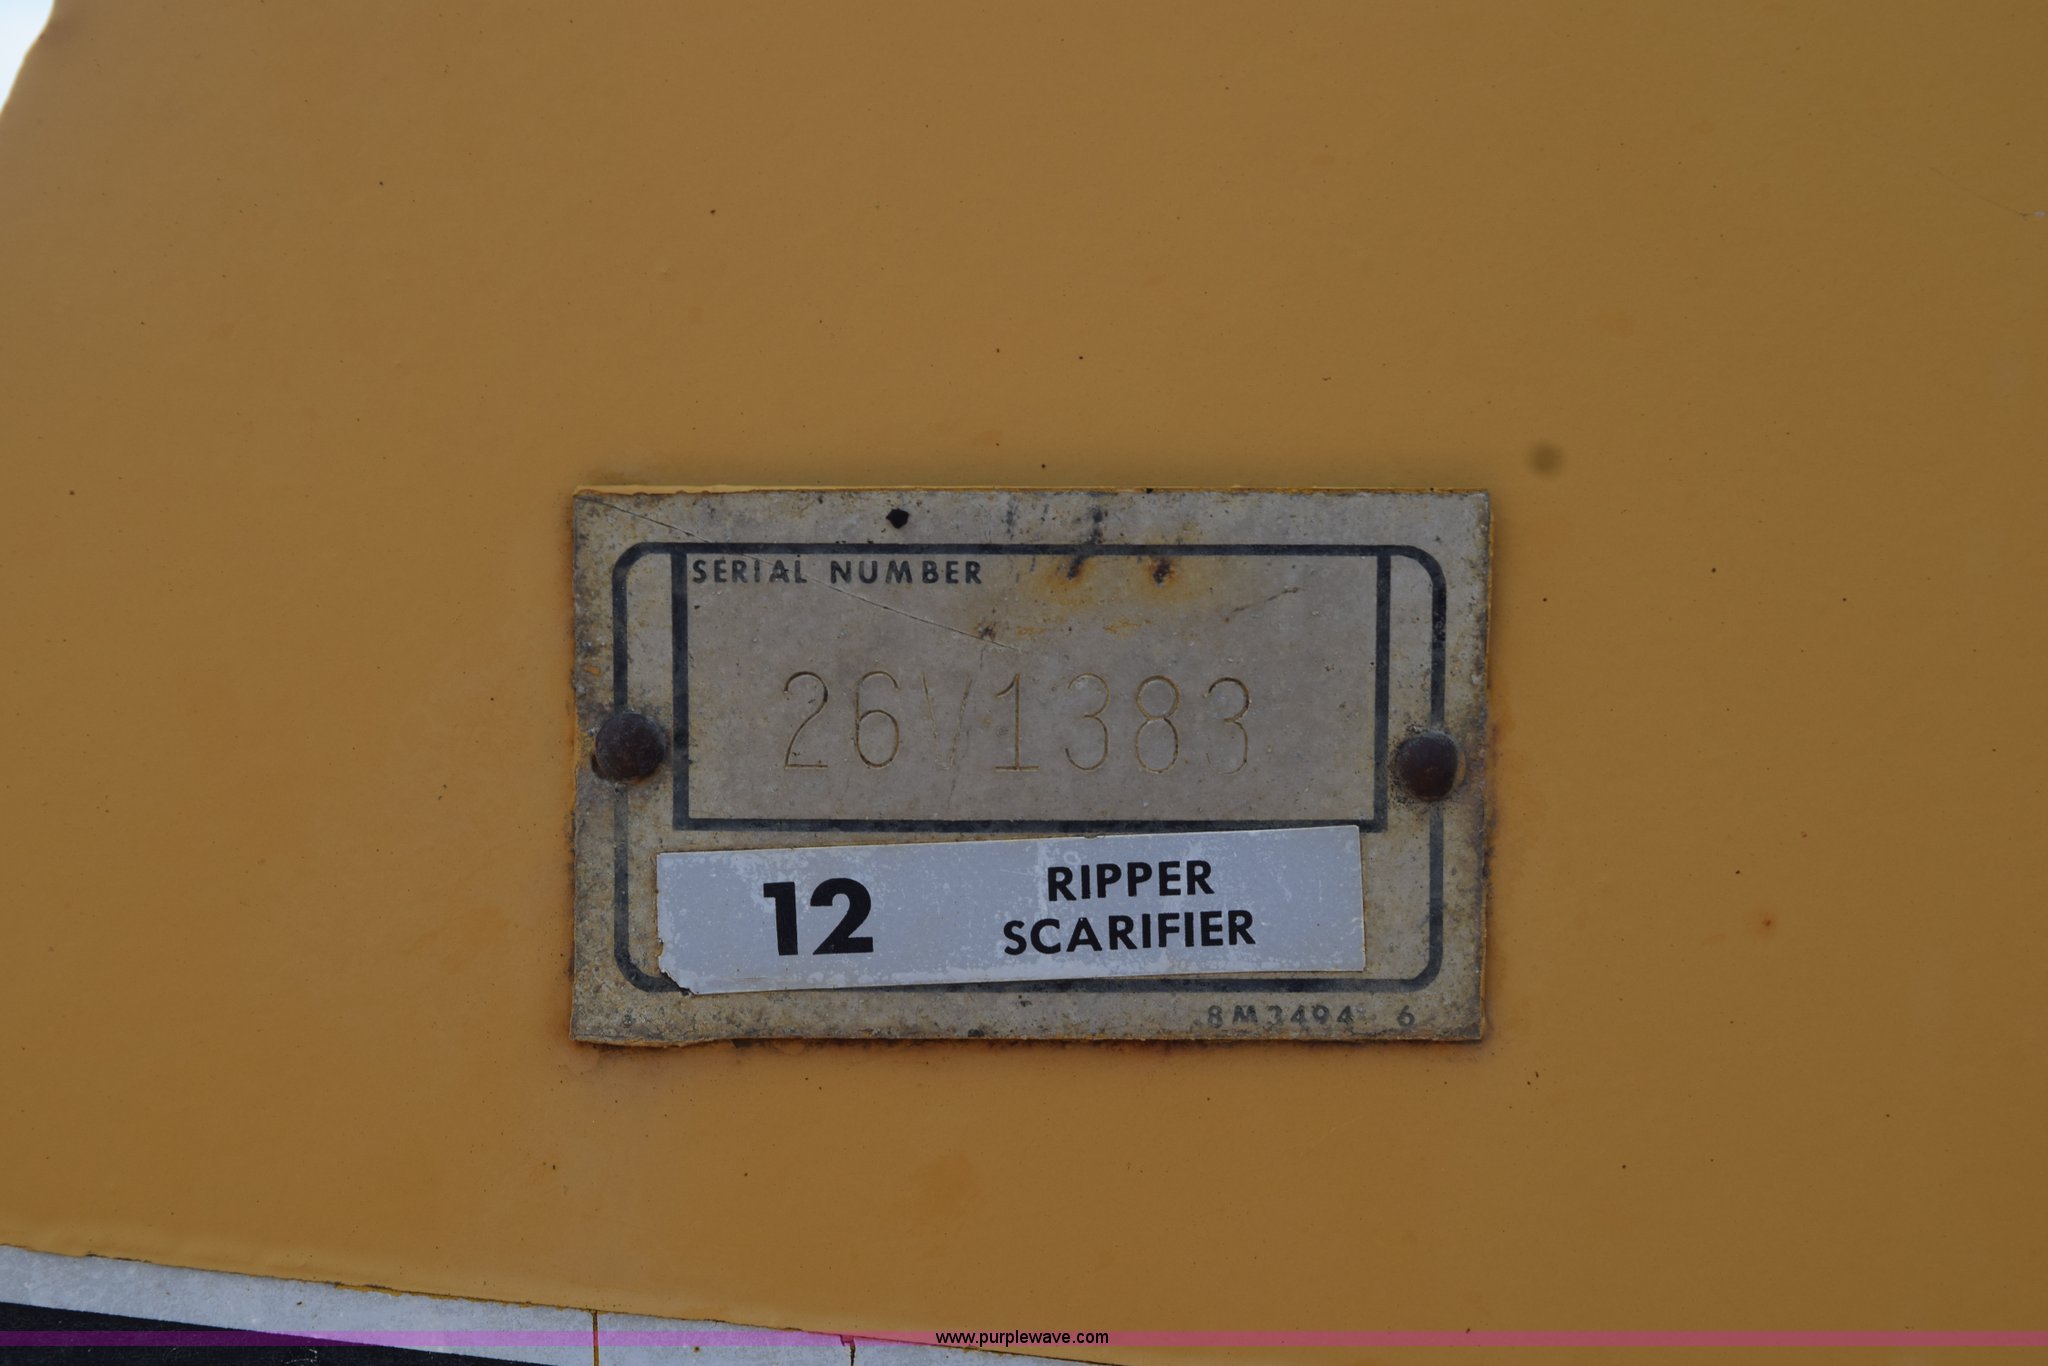 SERIAL NUMBER
26V1383
12 RIPPER
SCARIFIER
8M3494 6
www.purplewave.com